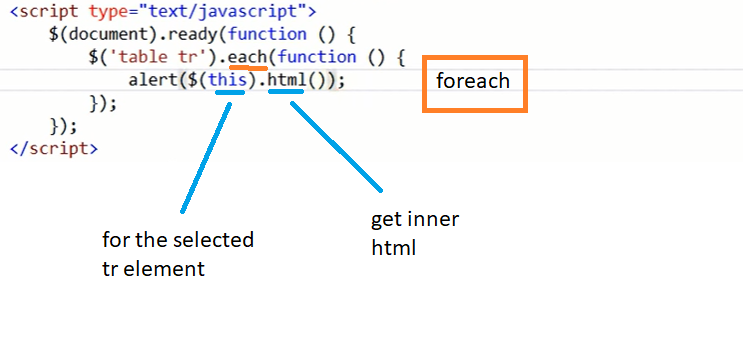 <script type="text/javascript">
$(document).ready(function () {
$('table tr').each(function () {
alert($(this).html());
});
});
</script>
foreach
for the selected
tr element
get inner
html